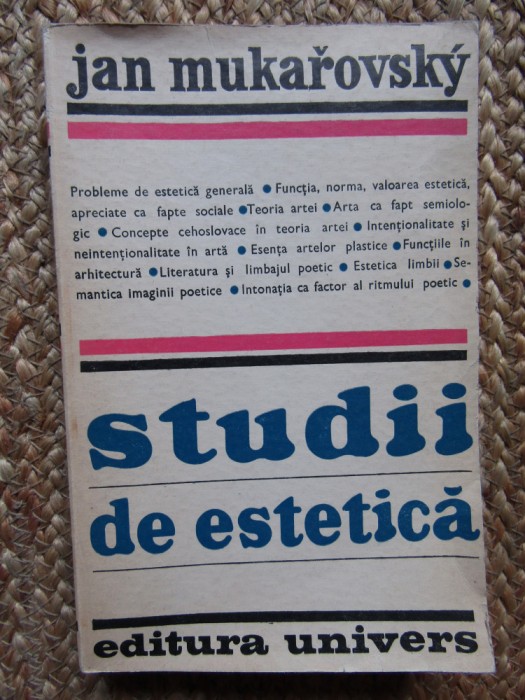 jan mukařovský
Probleme de estetică generală ● Funcția, norma, valoarea estetică,
apreciate ca fapte sociale ●Teoria artei ● Arta ca fapt semiolo-
gic ● Concepte cehoslovace în teoria artei ● Intenționalitate și
neintenționalitate în artă ● Esența artelor plastice ● Funcțiile în
arhitectură ● Literatura și limbajul poetic ● Estetica limbii ● Se-
mantica imaginii poetice ● Intonația ca factor al ritmului poetic ●
studii
de estetică
editura univers